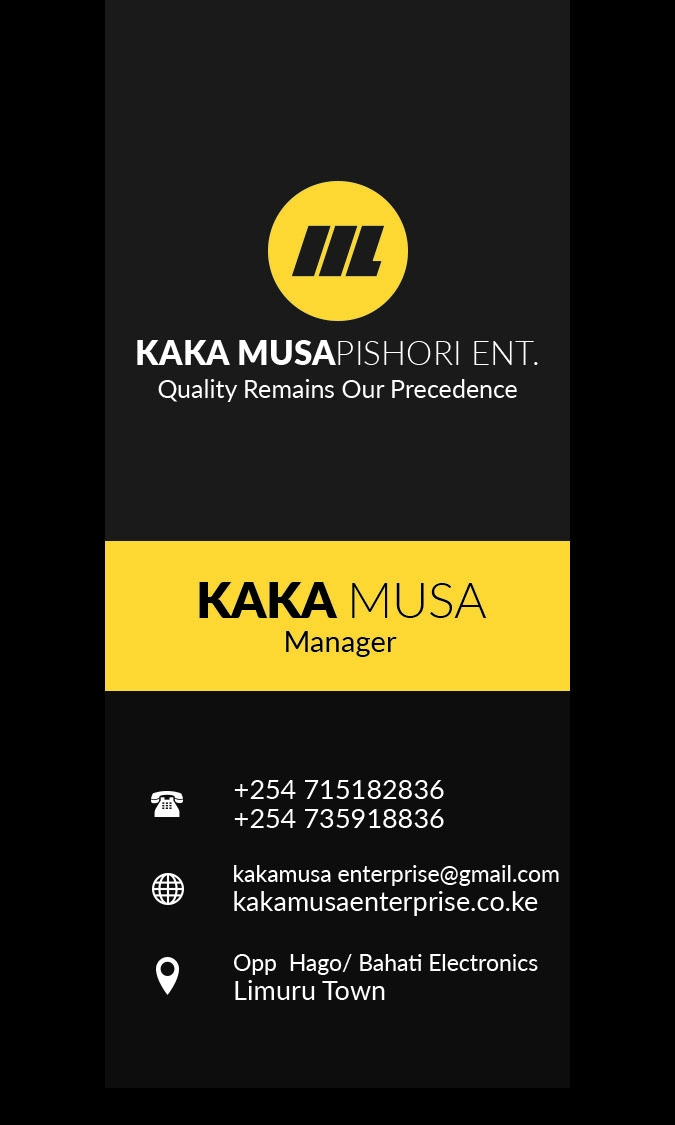 KAKA MUSAPISHORI ENT.
Quality Remains Our Precedence
KAKA MUSA
Manager
+254 715182836
+254 735918836
kakamusa enterprise@gmail.com
kakamusaenterprise.co.ke
Opp  Hago/ Bahati Electronics
Limuru Town